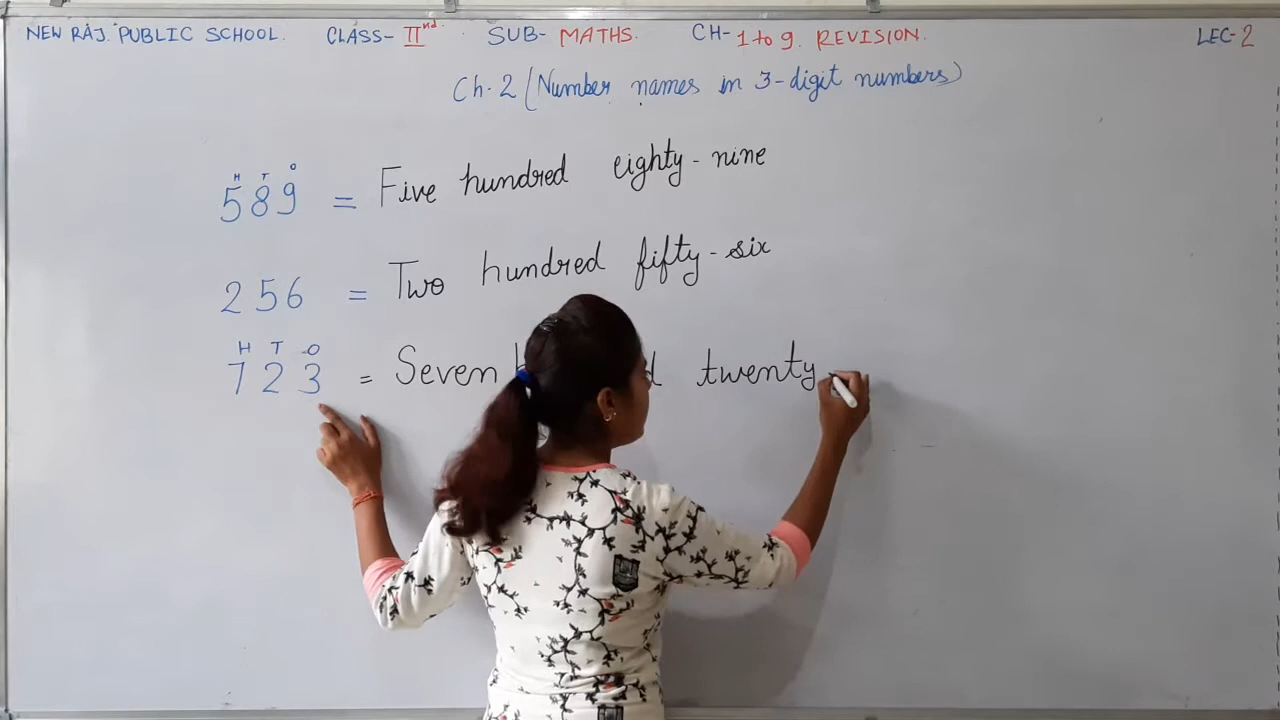 NEW RAJ. PUBLIC SCHOOL. CLASS- IInd. SUB- MATHS. CH- 1 to 9. REVISION. LEC-2
Ch. 2 (Number names in 3-digit numbers)
H T O
589 = Five hundred eighty-nine
256 = Two hundred fifty-six
H T O
723 = Seven twenty